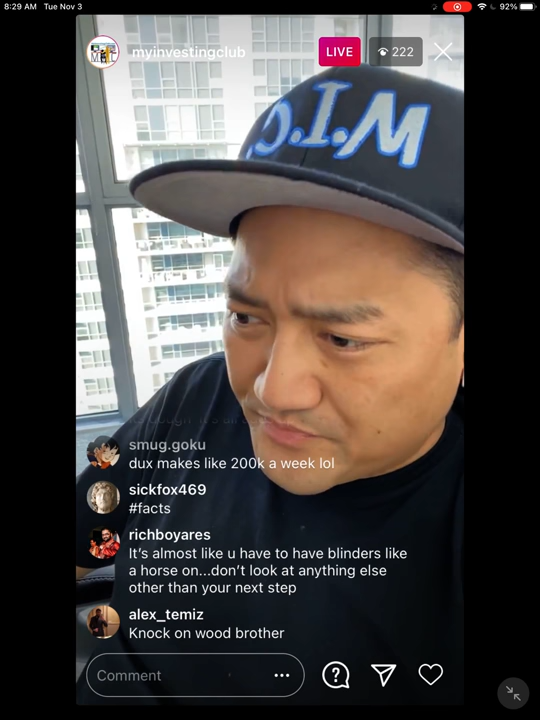 8:29 AM Tue Nov 3
92%
myinvestingclub
LIVE
222
M.I.C.
smug.goku
dux makes like 200k a week lol
sickfox469
#facts
richboyares
It's almost like u have to have blinders like
a horse on...don't look at anything else
other than your next step
alex_temiz
Knock on wood brother
Comment